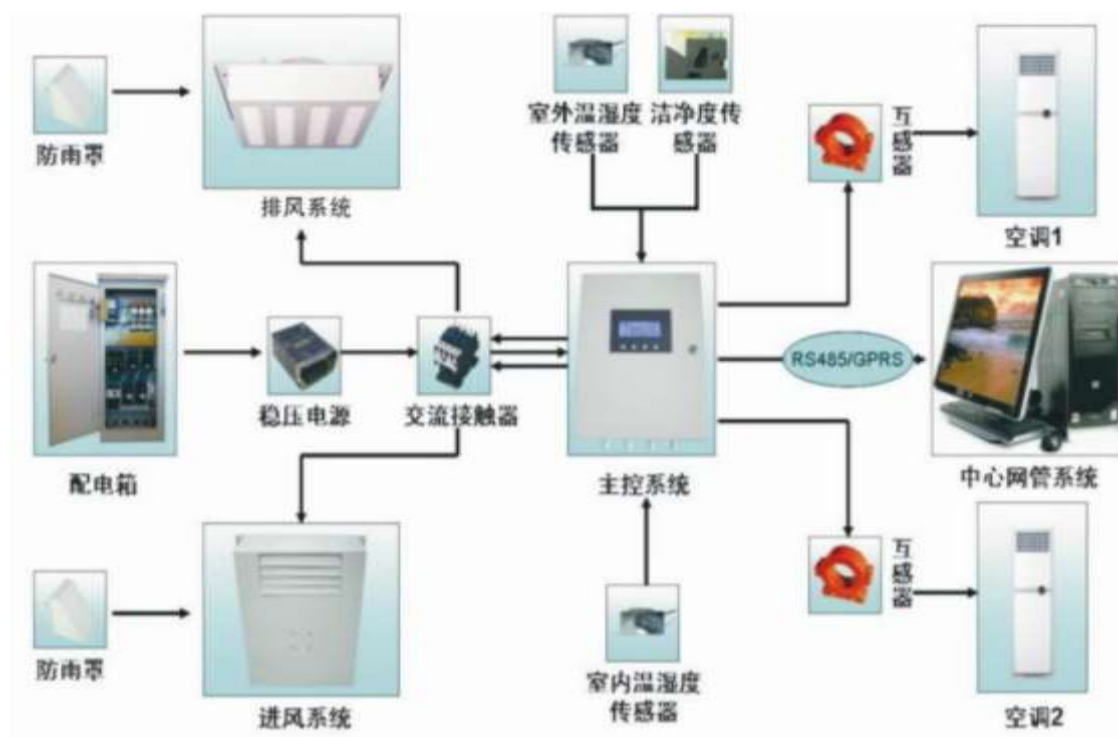 室外温湿度
传感器
洁净度传
感器
互感器
防雨罩
排风系统
空调1
RS485/GPRS
稳压电源
交流接触器
配电箱
主控系统
中心网管系统
互感器
防雨罩
室内温湿度
传感器
进风系统
空调2